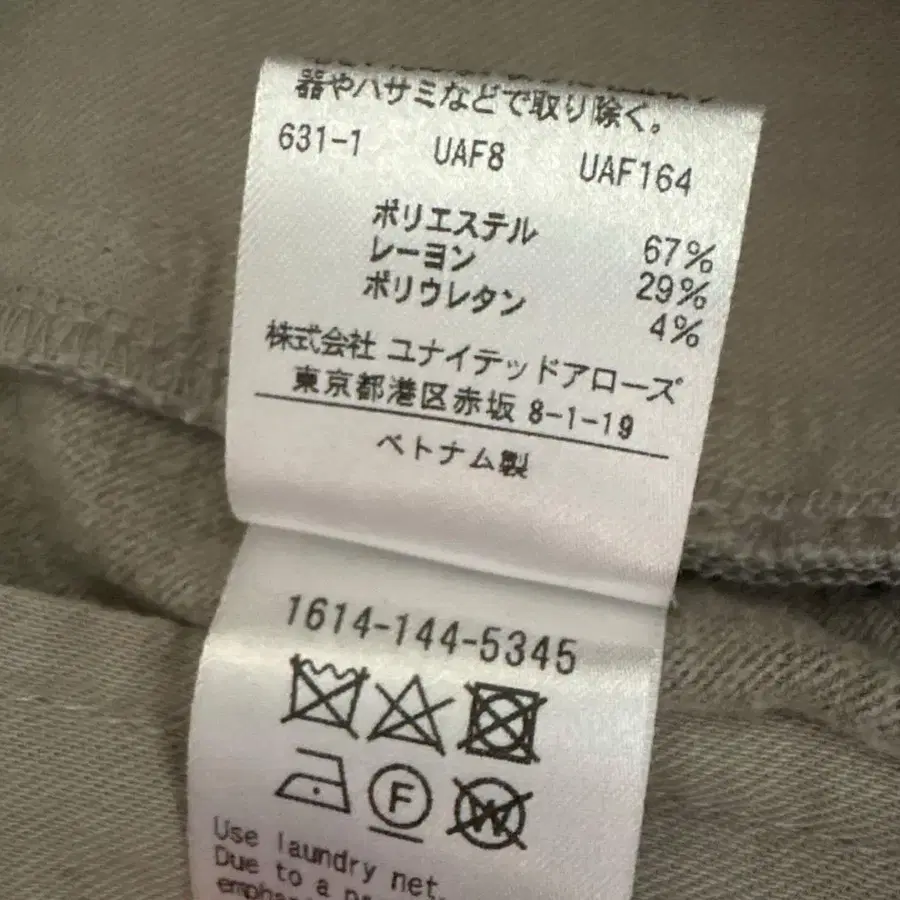 器やハサミなどで取り除く。
631-1 UAF8 UAF164
ポリエステル 67%
レーヨン 29%
ポリウレタン 4%
株式会社 ユナイテッドアローズ
東京都港区赤坂 8-1-19
ベトナム製
1614-144-5345
F W
Use laundry net.
Due to a